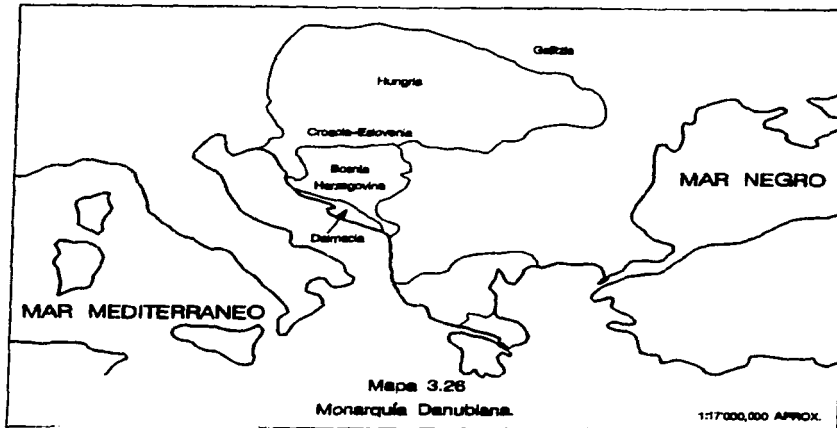 Galitzia
Hungria
Croacia-Eslovenia
Bosnia
Herzegovina
MAR NEGRO
Dalmacia
MAR MEDITERRANEO
Mapa 3.26
Monarquía Danubiana.
1:17'000,000 APROX.